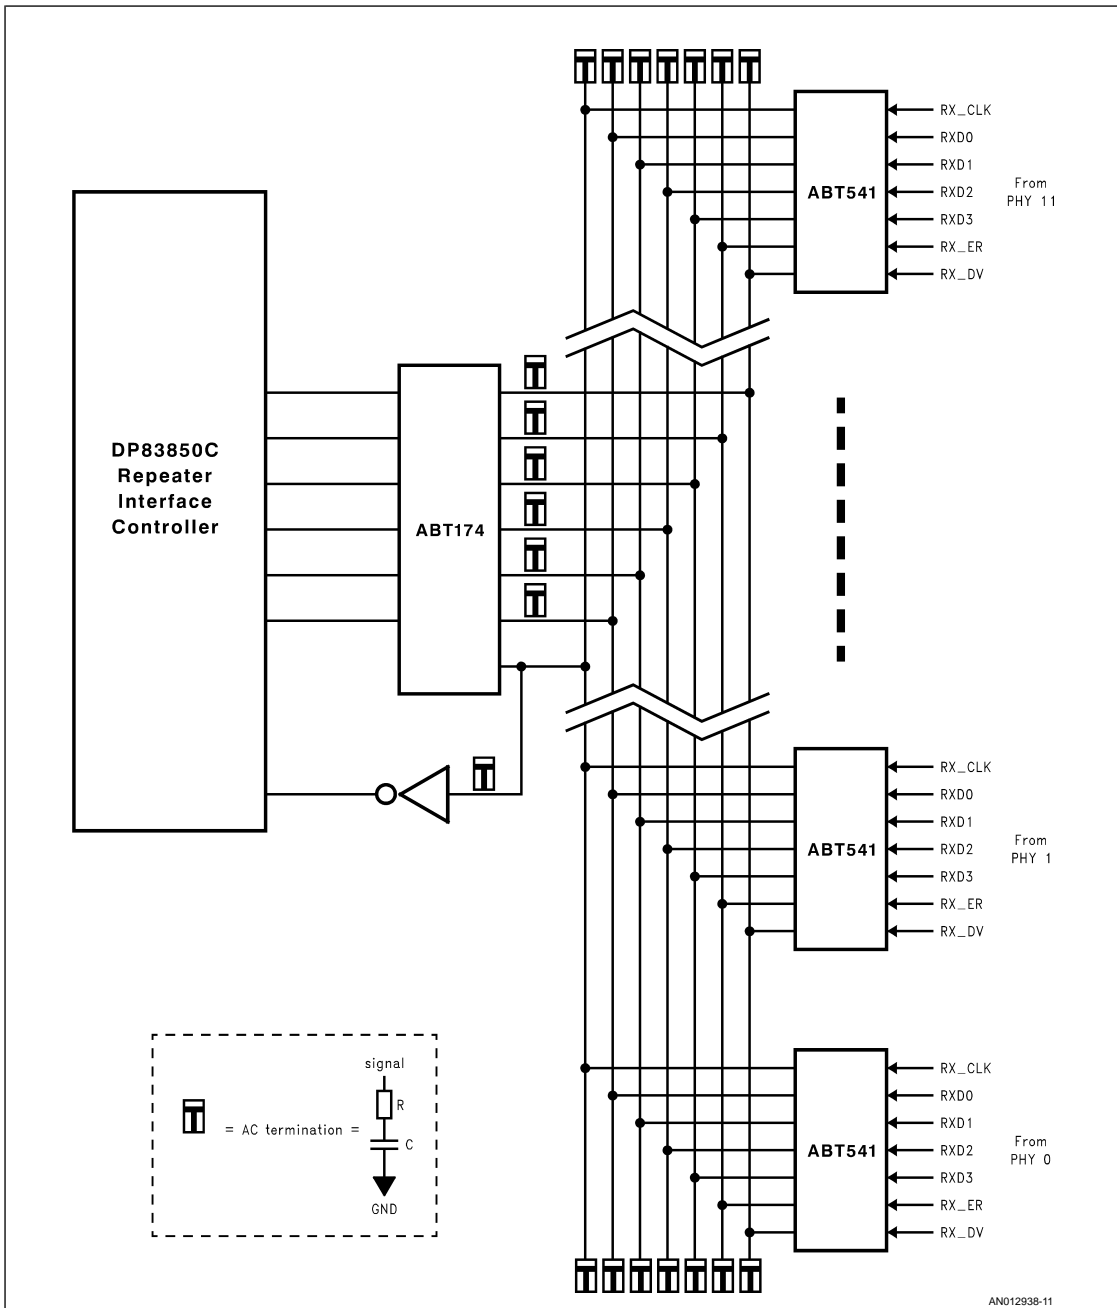 RX_CLK
RXD0
RXD1
RXD2
RXD3
RX_ER
RX_DV
ABT541
From
PHY 11
DP83850C
Repeater
Interface
Controller
ABT174
RX_CLK
RXD0
RXD1
RXD2
RXD3
RX_ER
RX_DV
ABT541
From
PHY 1
RX_CLK
RXD0
RXD1
RXD2
RXD3
RX_ER
RX_DV
ABT541
From
PHY 0
signal
R
= AC termination =
C
GND
AN012938-11